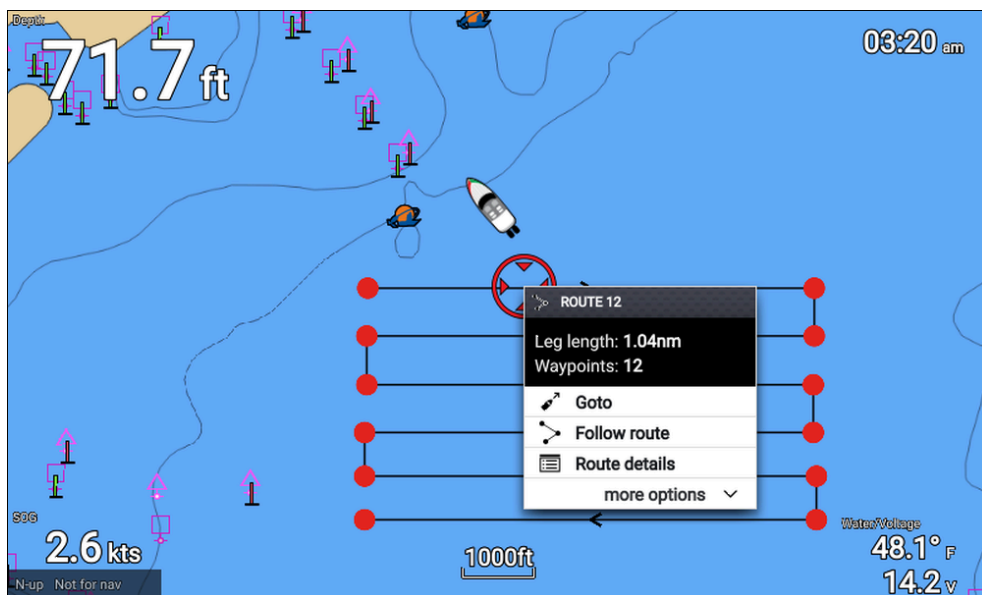 Depth
71.7 ft
03:20 am
ROUTE 12
Leg length: 1.04nm
Waypoints: 12
Goto
Follow route
Route details
more options
SOG
2.6 kts
N-up Not for nav
1000ft
Water/Voltage
48.1° F
14.2 v